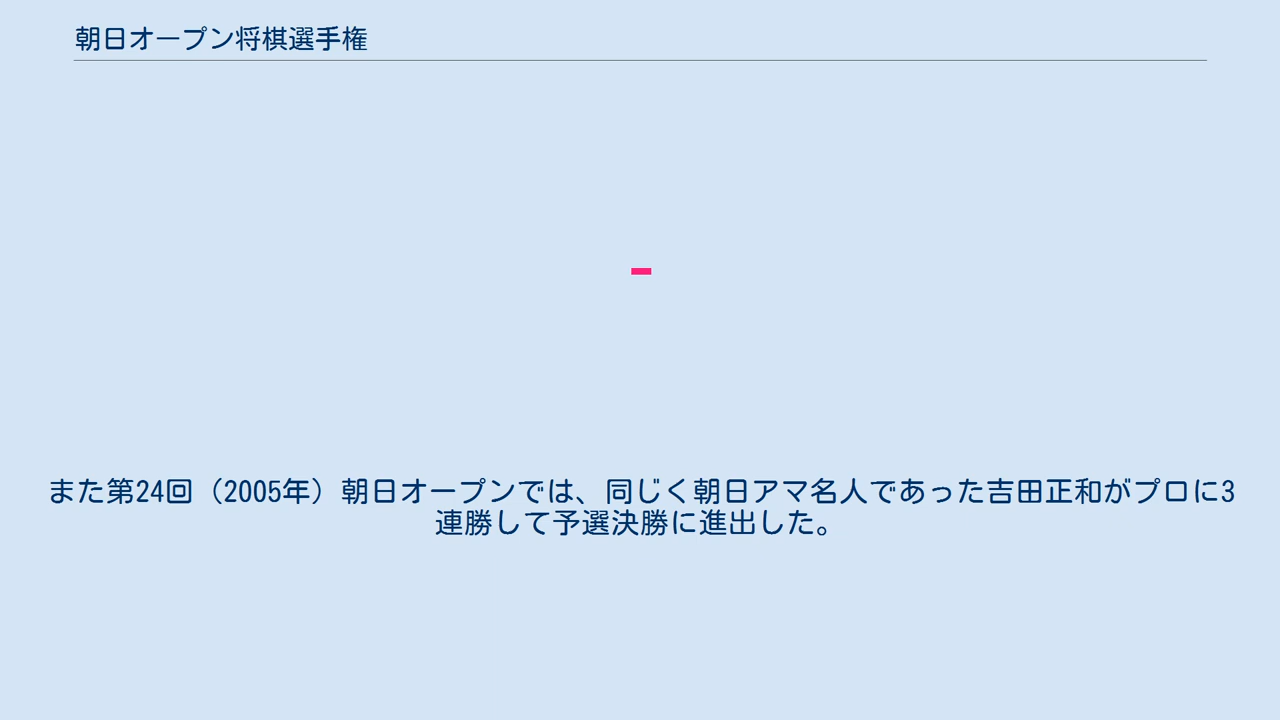 朝日オープン将棋選手権
また第24回（2005年）朝日オープンでは、同じく朝日アマ名人であった吉田正和がプロに3
連勝して予選決勝に進出した。